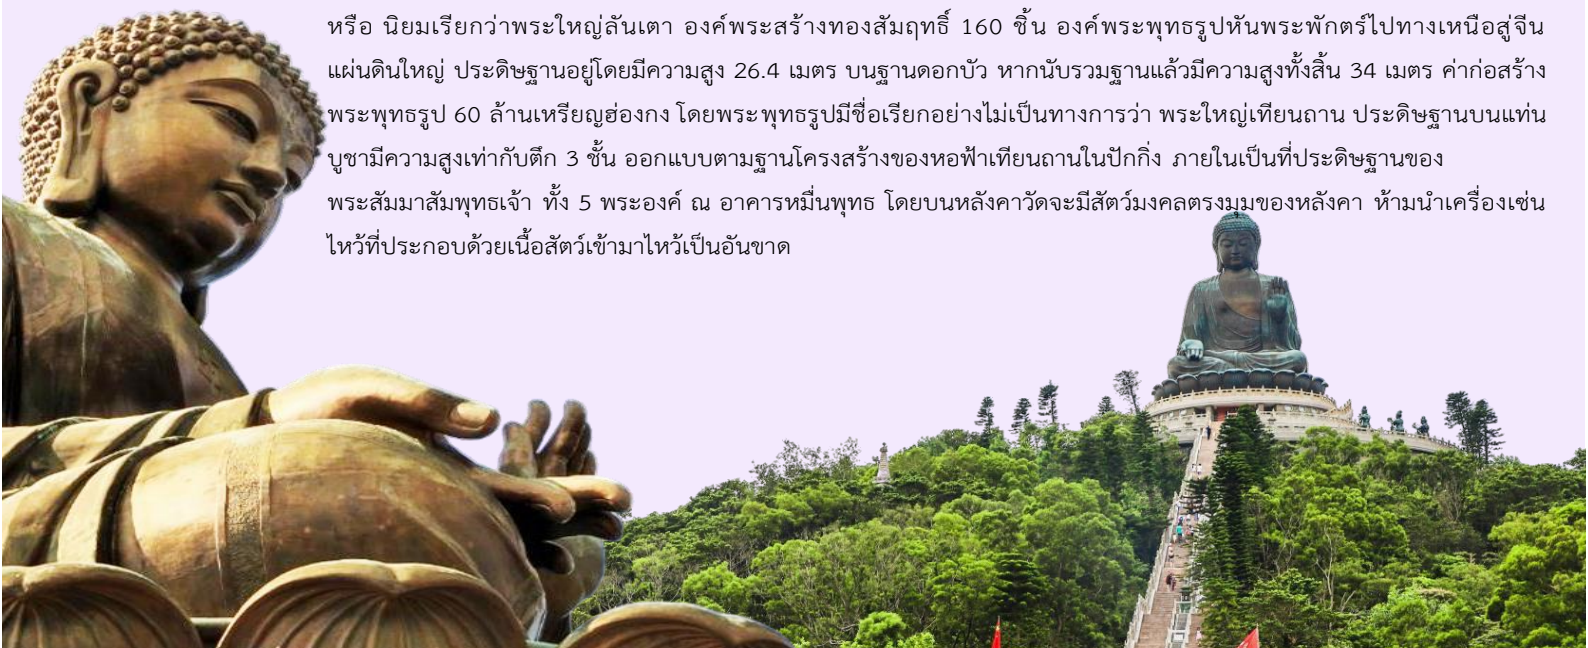 หรือ นิยมเรียกว่าพระใหญ่ลันเตา องค์พระสร้างทองสัมฤทธิ์ 160 ชิ้น องค์พระพุทธรูปหันพระพักตร์ไปทางเหนือสู่จีน
แผ่นดินใหญ่ ประดิษฐานอยู่โดยมีความสูง 26.4 เมตร บนฐานดอกบัว หากนับรวมฐานแล้วมีความสูงทั้งสิ้น 34 เมตร ค่าก่อสร้าง
พระพุทธรูป 60 ล้านเหรียญฮ่องกง โดยพระพุทธรูปมีชื่อเรียกอย่างไม่เป็นทางการว่า พระใหญ่เทียนถาน ประดิษฐานบนแท่น
บูชามีความสูงเท่ากับตึก 3 ชั้น ออกแบบตามฐานโครงสร้างของหอฟ้าเทียนถานในปักกิ่ง ภายในเป็นที่ประดิษฐานของ
พระสัมมาสัมพุทธเจ้า ทั้ง 5 พระองค์ ณ อาคารหมื่นพุทธ โดยบนหลังคาวัดจะมีสัตว์มงคลตรงมุมของหลังคา ห้ามนำเครื่องเซ่น
ไหว้ที่ประกอบด้วยเนื้อสัตว์เข้ามาไหว้เป็นอันขาด